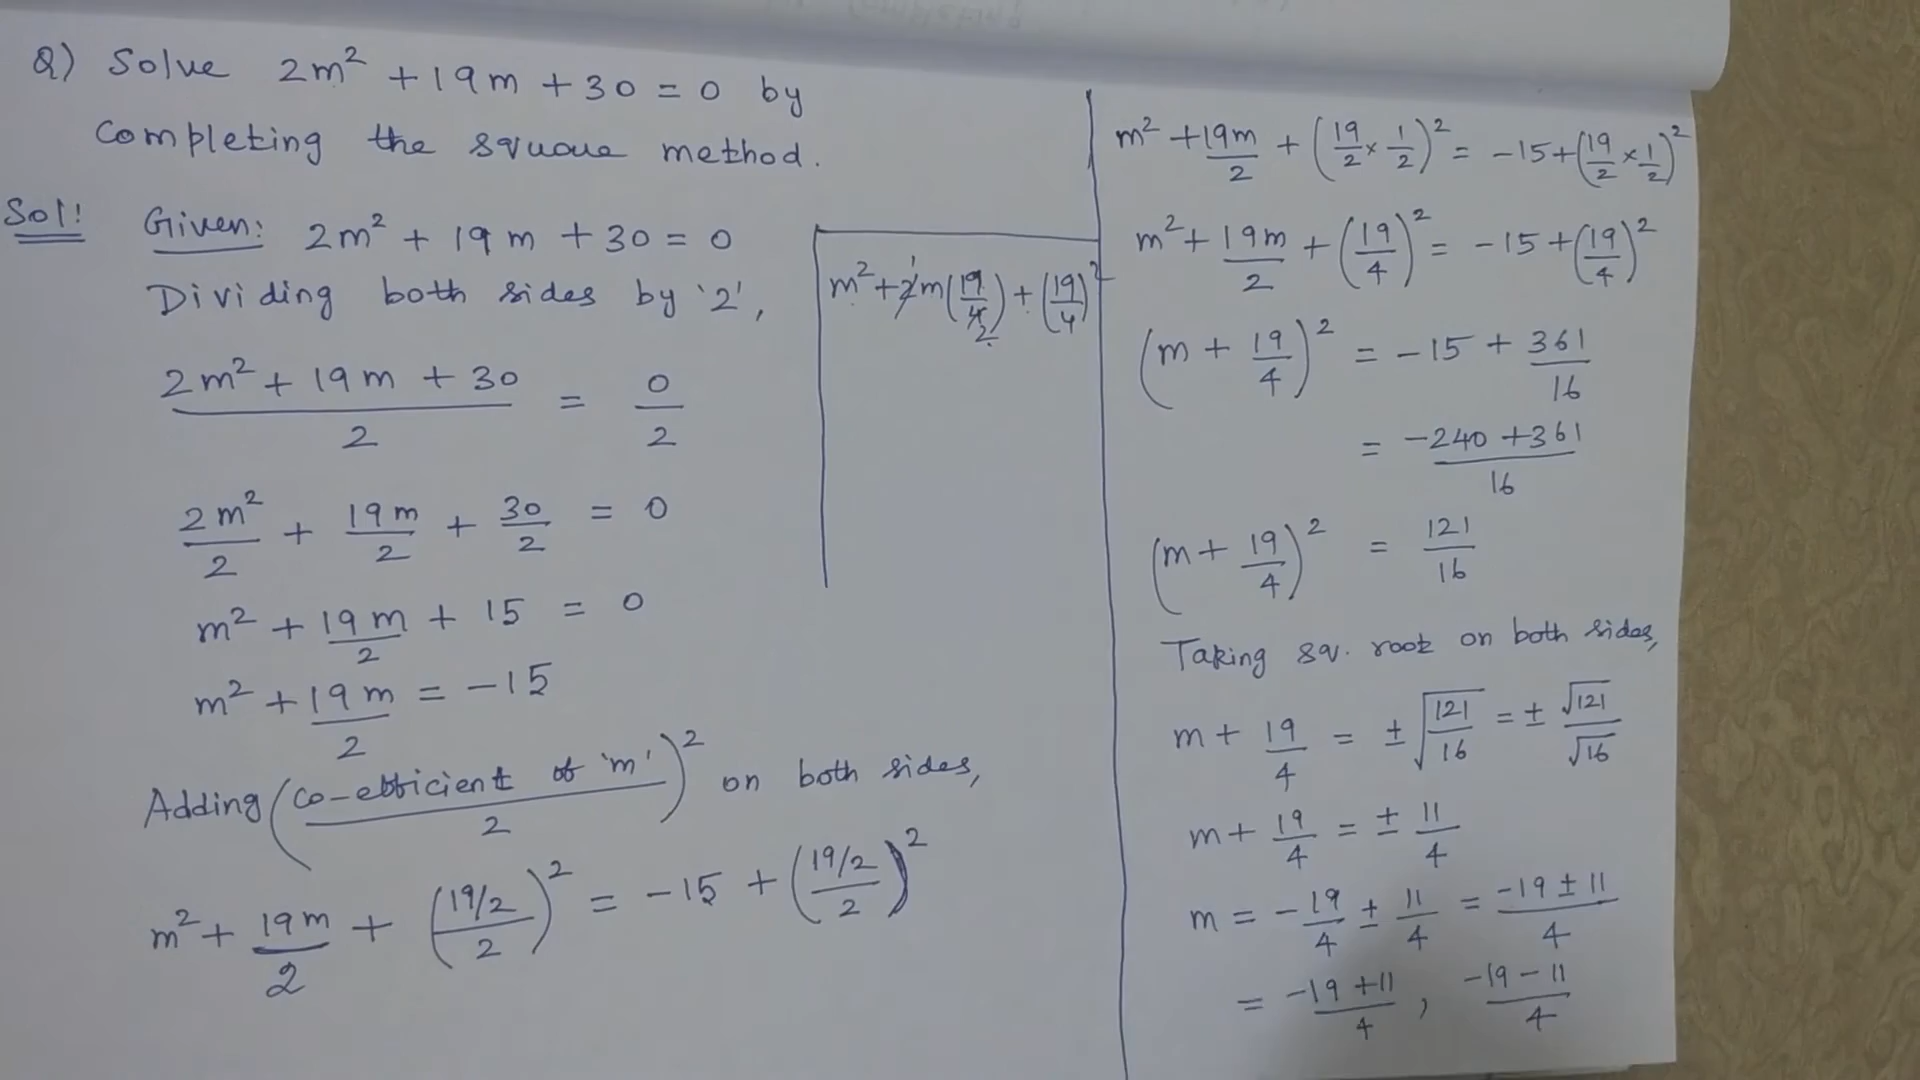 Q) Solve 2m² + 19m + 30 = 0 by
completing the square method.
Sol: Given: 2m² + 19m + 30 = 0
Dividing both sides by '2',
(2m² + 19m + 30)/2 = 0/2
2m²/2 + 19m/2 + 30/2 = 0
m² + 19m/2 + 15 = 0
m² + 19m/2 = -15
Adding (co-efficient of 'm'/2)² on both sides,
m² + 19m/2 + ((19/2)/2)² = -15 + ((19/2)/2)²
m² + 2m(19/4) + (19/4)²
1
2
m² + 19m/2 + (19/2 × 1/2)² = -15 + (19/2 × 1/2)²
m² + 19m/2 + (19/4)² = -15 + (19/4)²
(m + 19/4)² = -15 + 361/16
= (-240 + 361)/16
(m + 19/4)² = 121/16
Taking sq. root on both sides,
m + 19/4 = ±√(121/16) = ± √121/√16
m + 19/4 = ± 11/4
m = -19/4 ± 11/4 = (-19 ± 11)/4
= (-19 + 11)/4 , (-19 - 11)/4